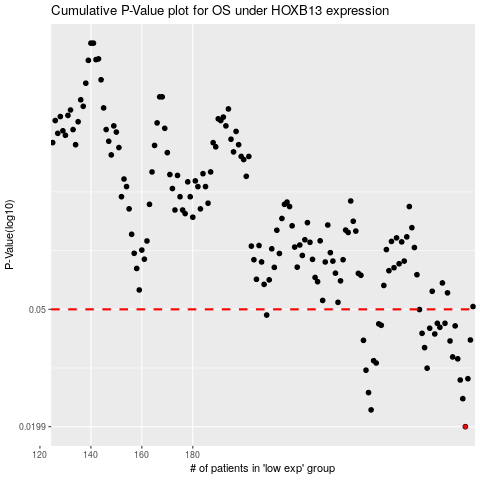 Cumulative P-Value plot for OS under HOXB13 expression
P-Value(log10)
0.05
0.0199
120 140 160 180
# of patients in 'low exp' group